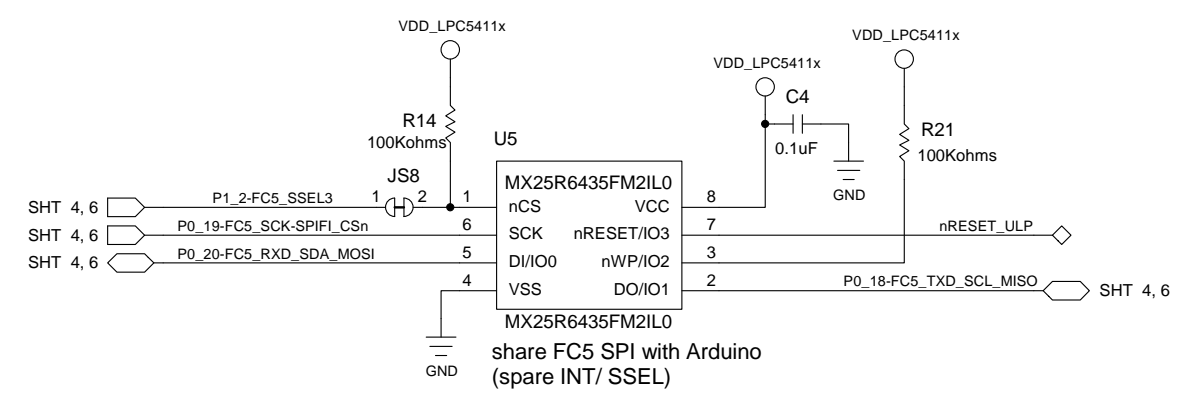 VDD_LPC5411x
VDD_LPC5411x
VDD_LPC5411x
C4
R14
100Kohms
U5
0.1uF
R21
100Kohms
GND
JS8
MX25R6435FM2IL0
SHT 4, 6
P1_2-FC5_SSEL3
1
2
1
nCS
VCC
8
SHT 4, 6
P0_19-FC5_SCK-SPIFI_CSn
6
SCK
nRESET/IO3
7
nRESET_ULP
SHT 4, 6
P0_20-FC5_RXD_SDA_MOSI
5
DI/IO0
nWP/IO2
3
4
VSS
DO/IO1
2
P0_18-FC5_TXD_SCL_MISO
SHT 4, 6
MX25R6435FM2IL0
GND
share FC5 SPI with Arduino
(spare INT/ SSEL)